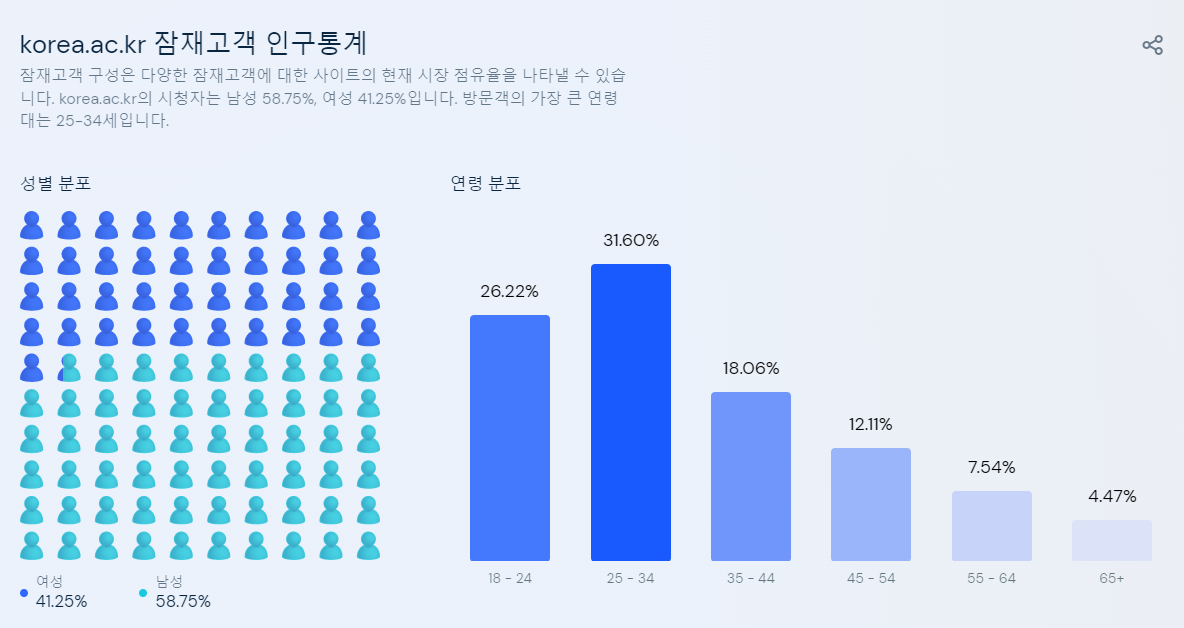 korea.ac.kr 잠재고객 인구통계
잠재고객 구성은 다양한 잠재고객에 대한 사이트의 현재 시장 점유율을 나타낼 수 있습
니다. korea.ac.kr의 시청자는 남성 58.75%, 여성 41.25%입니다. 방문객의 가장 큰 연령
대는 25-34세입니다.
성별 분포
여성
41.25%
남성
58.75%
연령 분포
26.22%
31.60%
18.06%
12.11%
7.54%
4.47%
18 - 24
25 - 34
35 - 44
45 - 54
55 - 64
65+